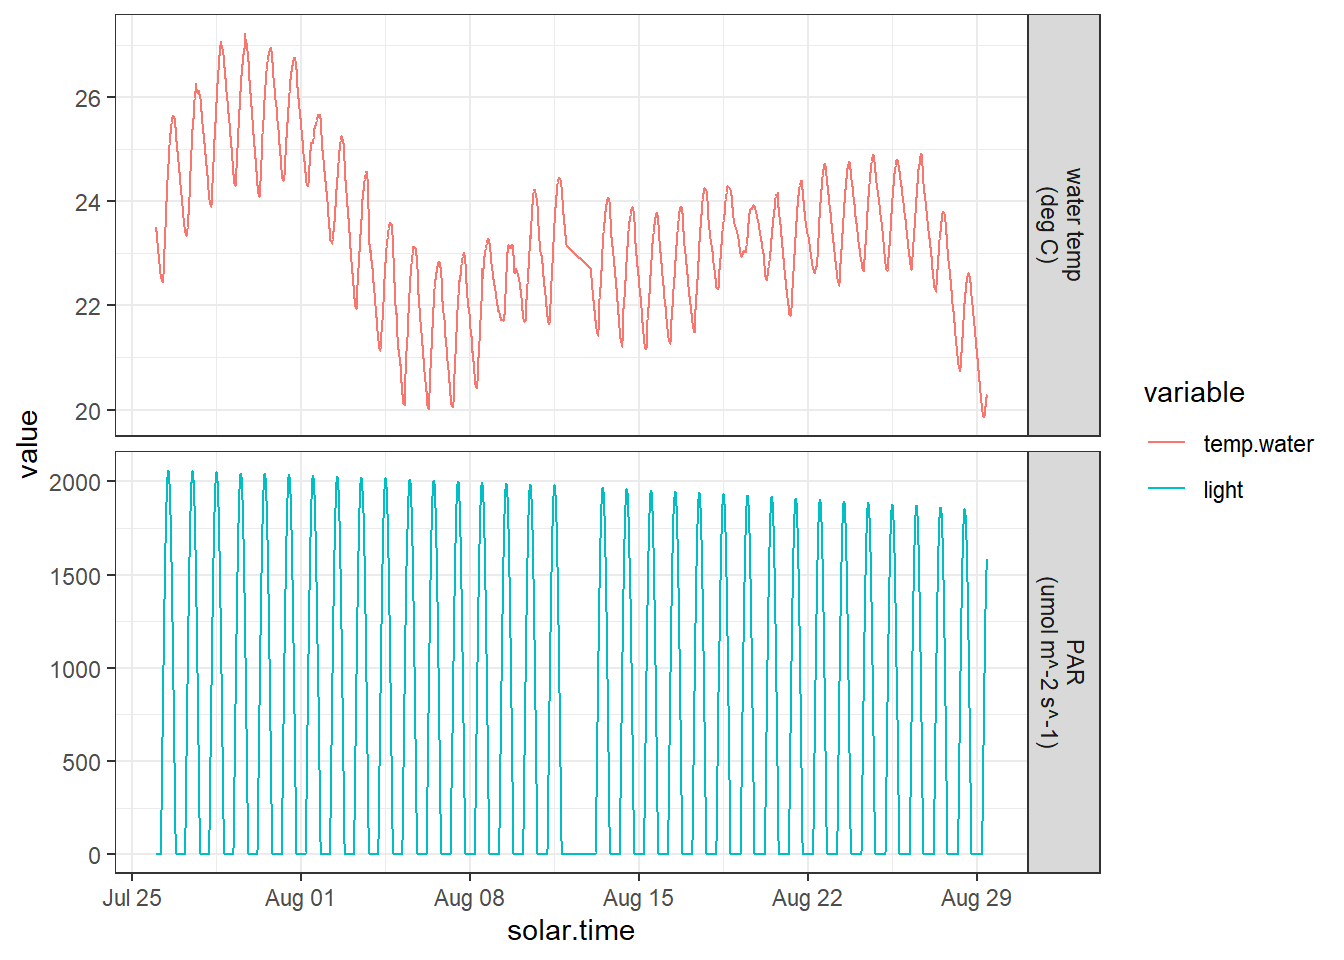 26
24
22
20
water temp
(deg C)
value
2000
1500
1000
500
0
PAR
(umol m^-2 s^-1)
Jul 25
Aug 01
Aug 08
Aug 15
Aug 22
Aug 29
solar.time
variable
temp.water
light